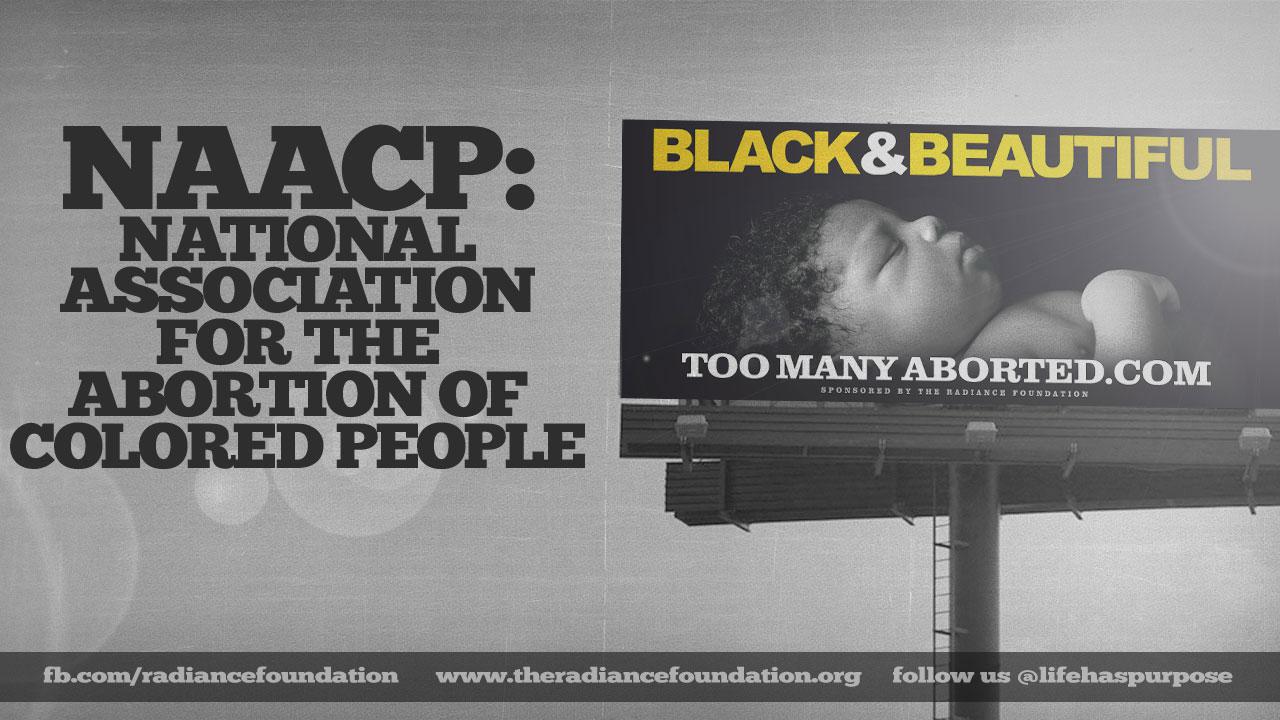 NAACP:
NATIONAL
ASSOCIATION
FOR THE
ABORTION OF
COLORED PEOPLE
BLACK&BEAUTIFUL
TOO MANY ABORTED.COM
SPONSORED BY THE RADIANCE FOUNDATION
fb.com/radiancefoundation www.theradiancefoundation.org follow us @lifehaspurpose